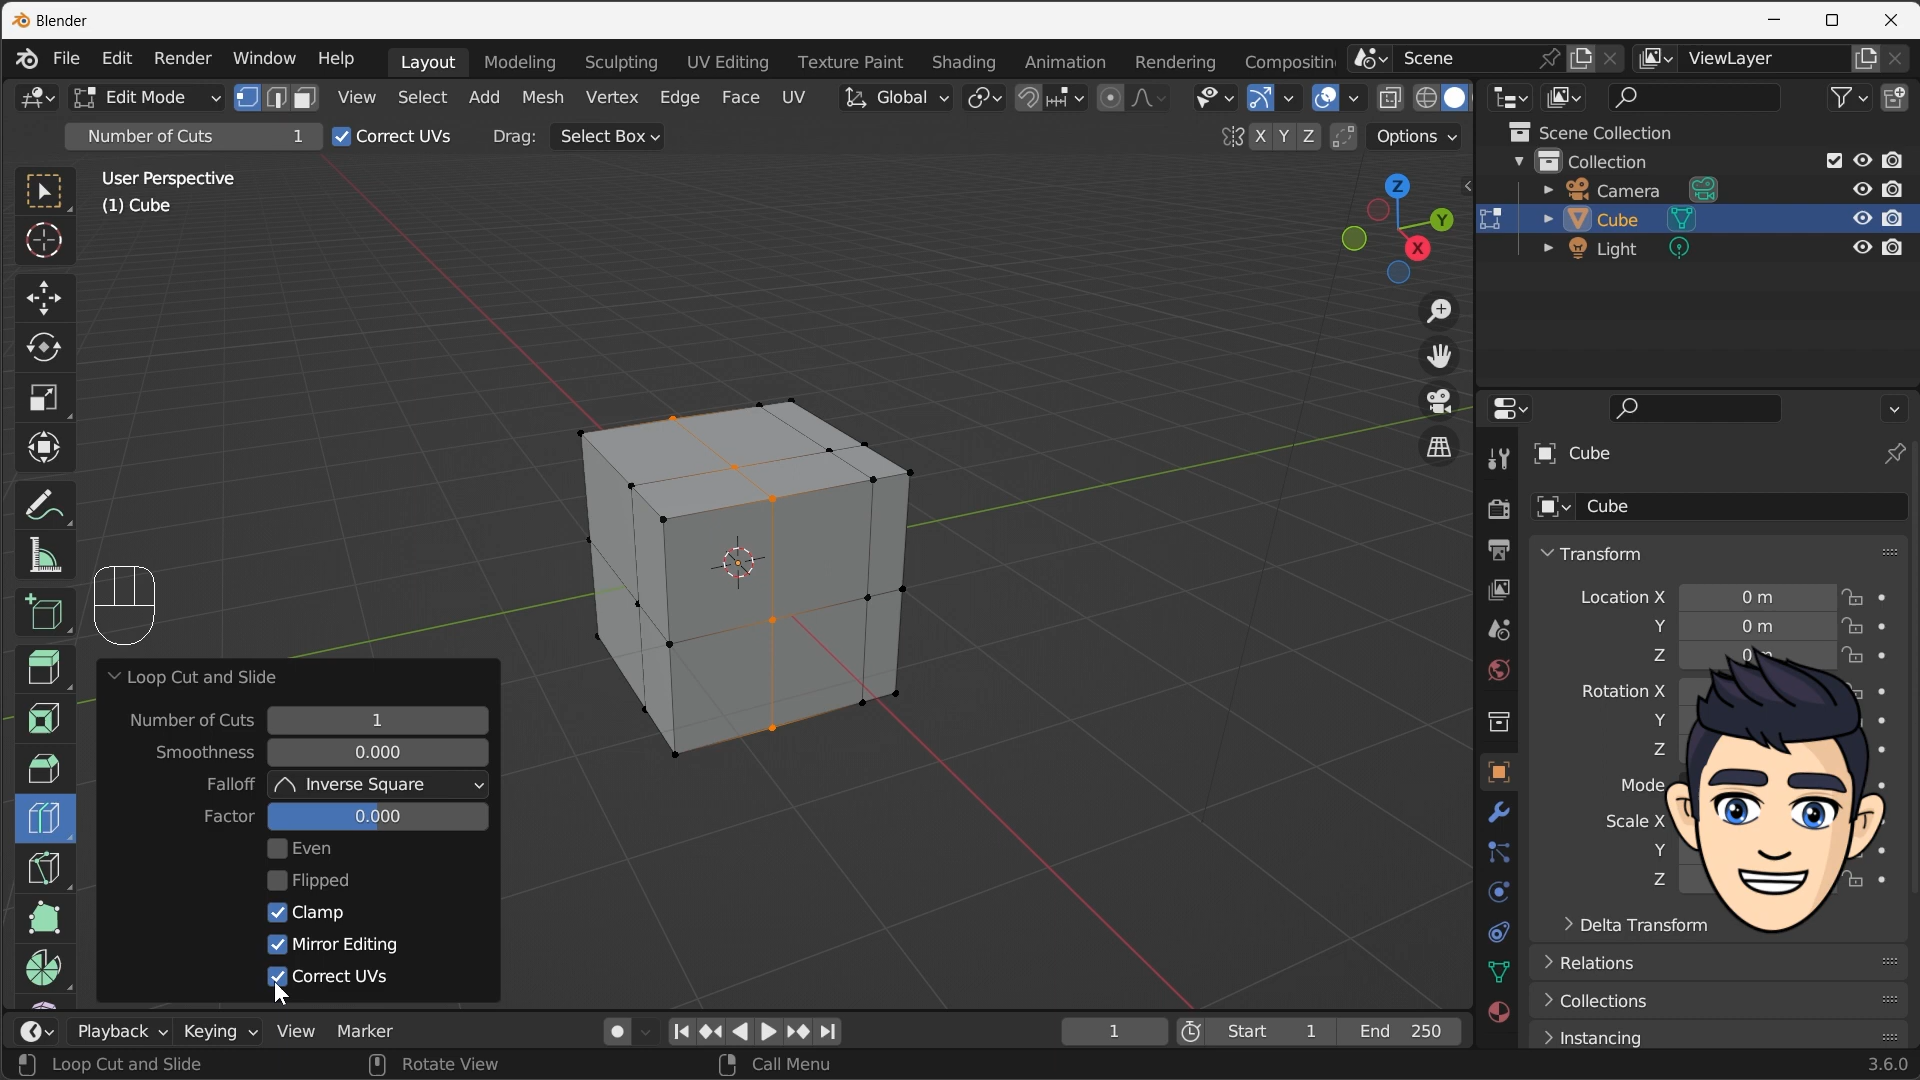 Blender
File Edit Render Window Help Layout Modeling Sculpting UV Editing Texture Paint Shading Animation Rendering Compositin Scene ViewLayer
Edit Mode View Select Add Mesh Vertex Edge Face UV Global
Number of Cuts 1 Correct UVs Drag: Select Box X Y Z Options
Scene Collection
Collection
Camera
Cube
Light
User Perspective
(1) Cube
Z
Y
X
Cube
Cube
Transform
Location X 0 m
Y 0 m
Z
Rotation X
Y
Z
Mode
Scale X
Y
Z
Delta Transform
Relations
Collections
Instancing
Loop Cut and Slide
Number of Cuts 1
Smoothness 0.000
Falloff Inverse Square
Factor 0.000
Even
Flipped
Clamp
Mirror Editing
Correct UVs
Playback Keying View Marker 1 Start 1 End 250
Loop Cut and Slide Rotate View Call Menu 3.6.0